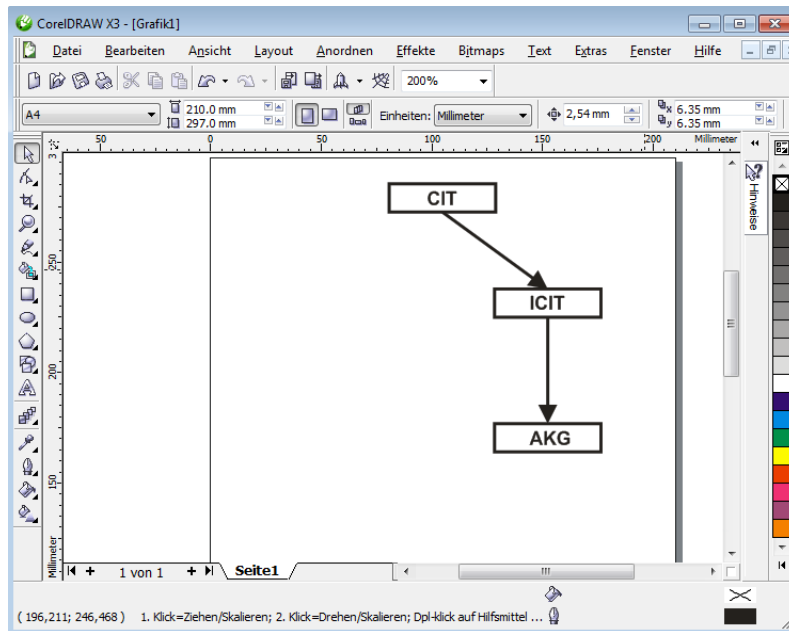 CorelDRAW X3 - [Grafik1]
Datei Bearbeiten Ansicht Layout Anordnen Effekte Bitmaps Text Extras Fenster Hilfe
200%
A4 210.0 mm 297.0 mm Einheiten: Millimeter 2,54 mm x 6.35 mm y 6.35 mm
50 0 50 100 150 200 Millimeter
Hinweise
CIT
250
ICIT
200
AKG
150
Millimeter
1 von 1 Seite1
( 196,211; 246,468 ) 1. Klick=Ziehen/Skalieren; 2. Klick=Drehen/Skalieren; Dpl-klick auf Hilfsmittel ...